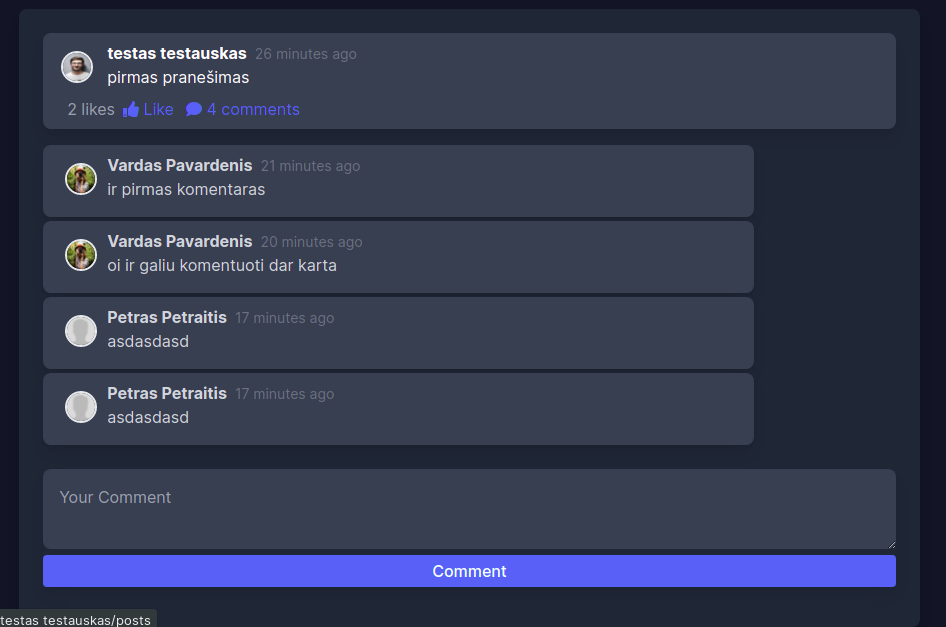 testas testauskas 26 minutes ago
pirmas pranešimas
2 likes Like 4 comments
Vardas Pavardenis 21 minutes ago
ir pirmas komentaras
Vardas Pavardenis 20 minutes ago
oi ir galiu komentuoti dar karta
Petras Petraitis 17 minutes ago
asdasdasd
Petras Petraitis 17 minutes ago
asdasdasd
Your Comment
Comment
testas testauskas/posts